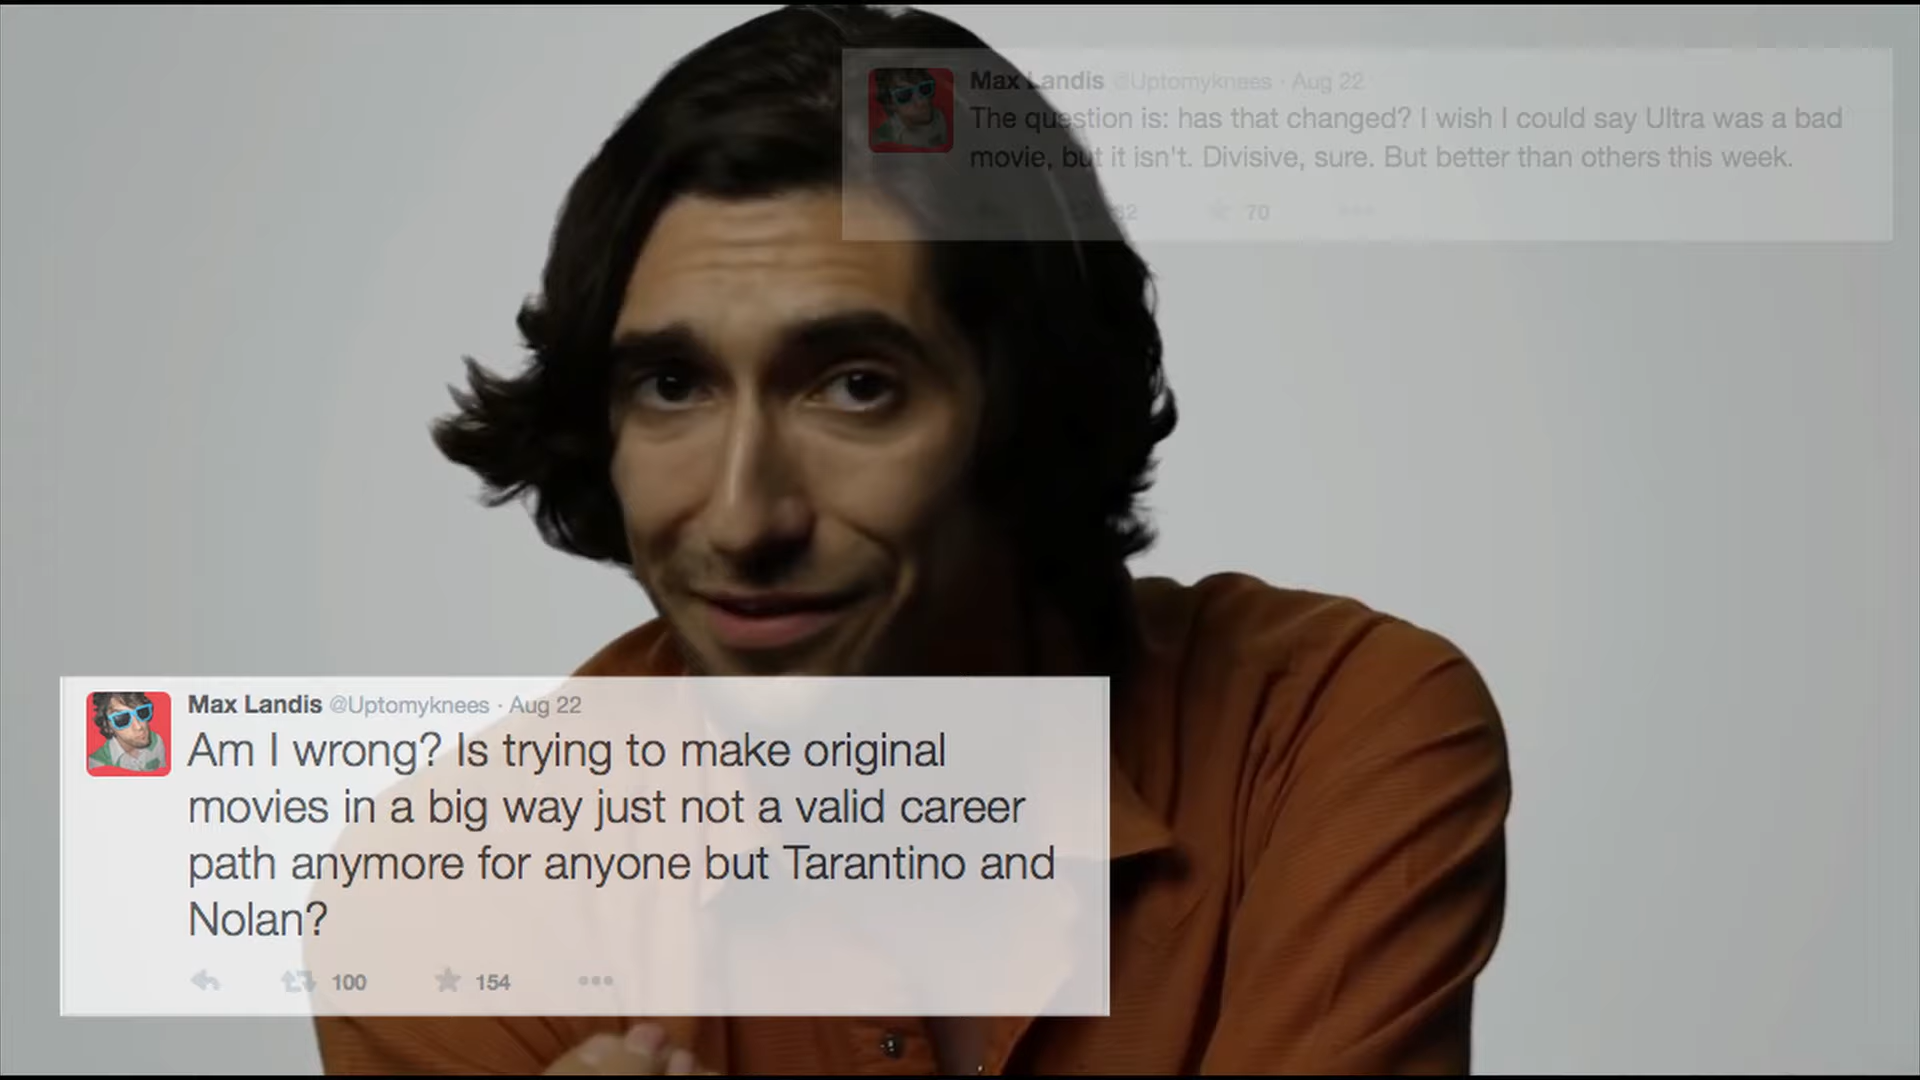 Max Landis @Uptomyknees · Aug 22
The question is: has that changed? I wish I could say Ultra was a bad
movie, but it isn't. Divisive, sure. But better than others this week.
70
Max Landis @Uptomyknees · Aug 22
Am I wrong? Is trying to make original
movies in a big way just not a valid career
path anymore for anyone but Tarantino and
Nolan?
100 154